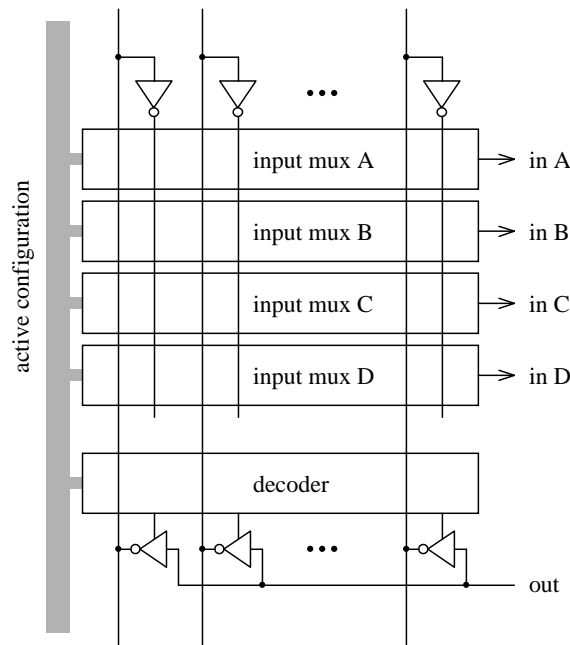 active configuration
input mux A
in A
input mux B
in B
input mux C
in C
input mux D
in D
decoder
out